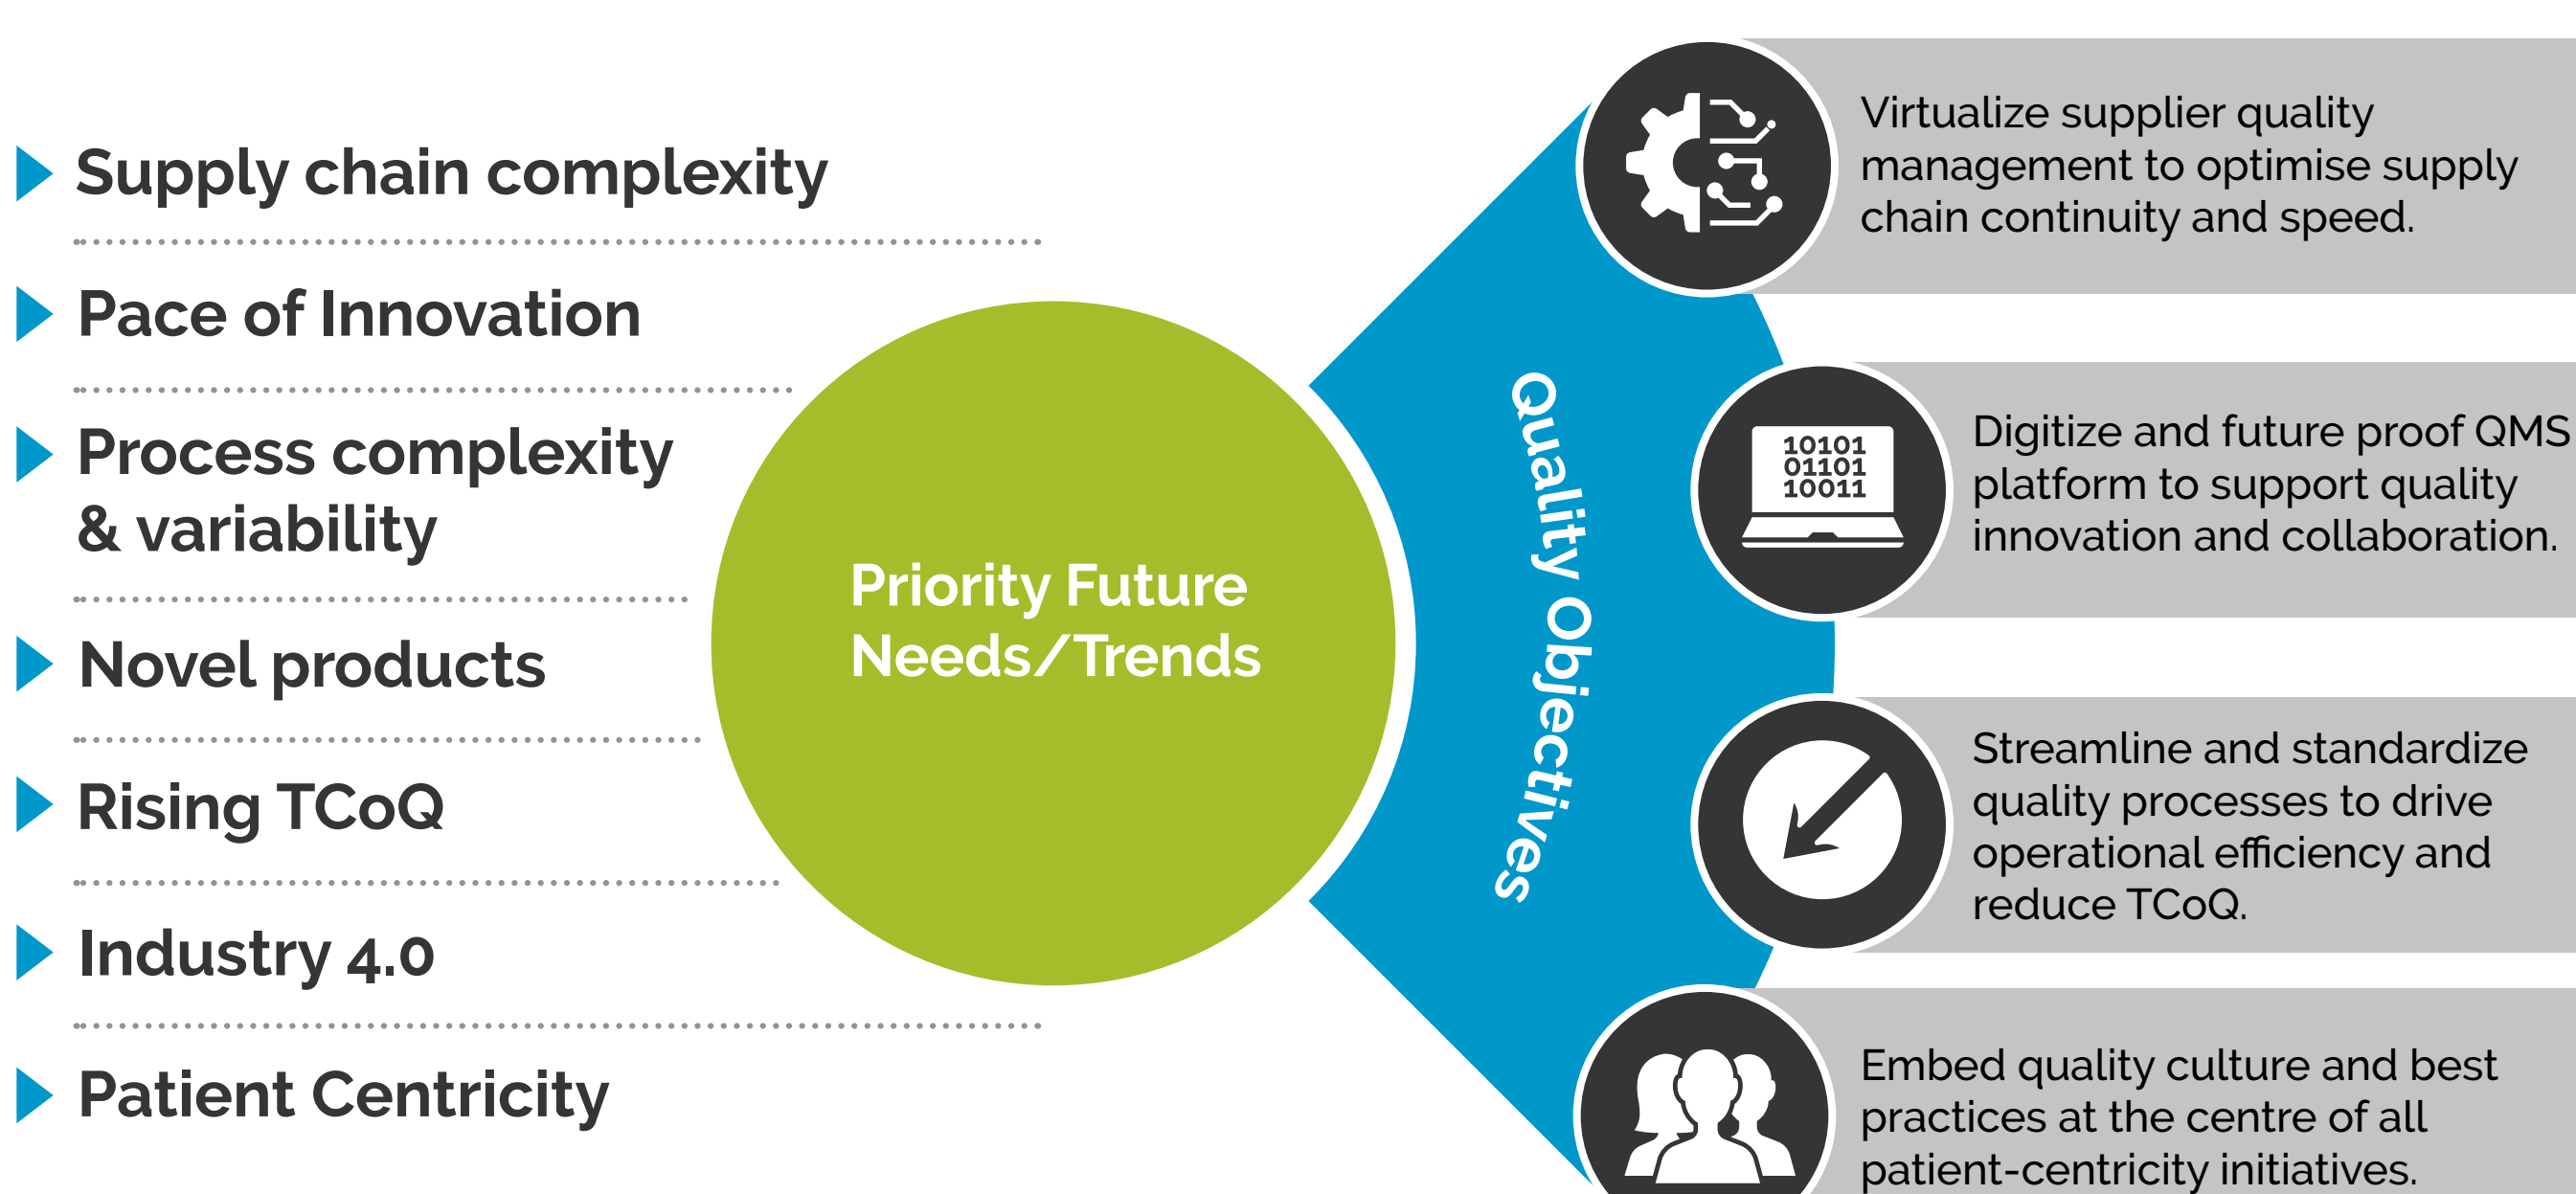 Supply chain complexity
Pace of Innovation
Process complexity
& variability
Novel products
Rising TCoQ
Industry 4.0
Patient Centricity
Priority Future
Needs/Trends
Quality Objectives
Virtualize supplier quality
management to optimise supply
chain continuity and speed.
10101
01101
10011
Digitize and future proof QMS
platform to support quality
innovation and collaboration.
Streamline and standardize
quality processes to drive
operational efficiency and
reduce TCoQ.
Embed quality culture and best
practices at the centre of all
patient-centricity initiatives.